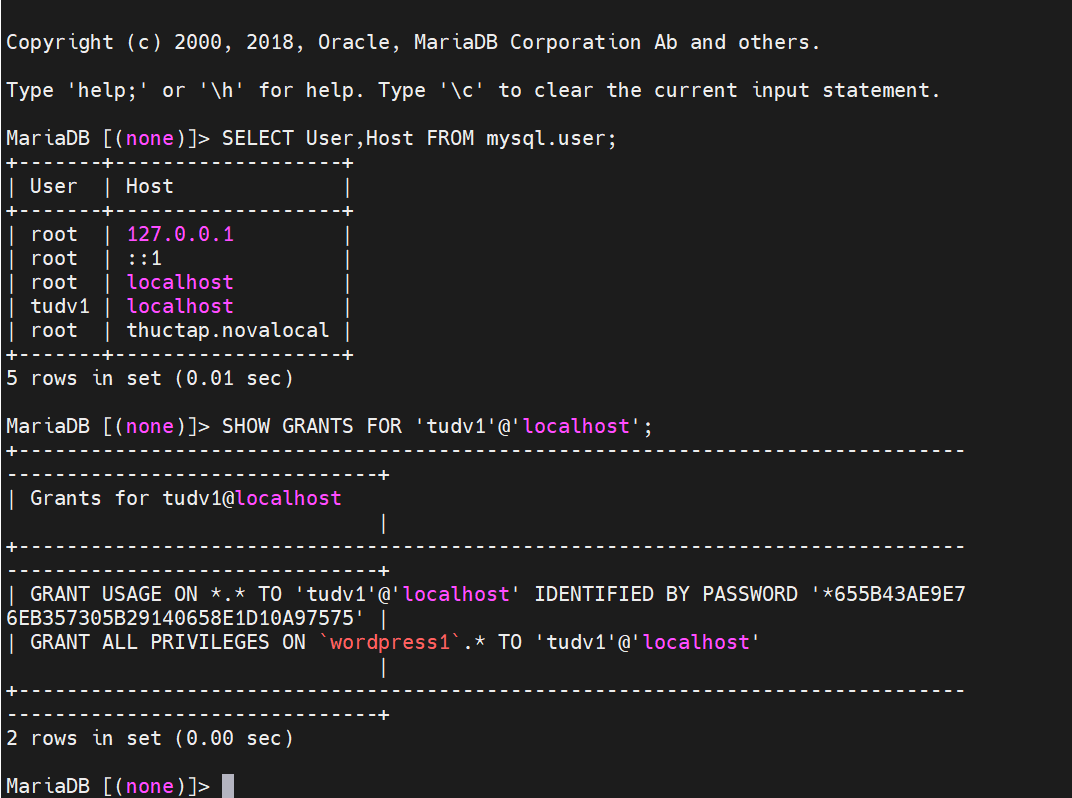 Copyright (c) 2000, 2018, Oracle, MariaDB Corporation Ab and others.
Type 'help;' or '\h' for help. Type '\c' to clear the current input statement.
MariaDB [(none)]> SELECT User,Host FROM mysql.user;
+-------+-------------------+
| User  | Host              |
+-------+-------------------+
| root  | 127.0.0.1         |
| root  | ::1               |
| root  | localhost         |
| tudv1 | localhost         |
| root  | thuctap.novalocal |
+-------+-------------------+
5 rows in set (0.01 sec)
MariaDB [(none)]> SHOW GRANTS FOR 'tudv1'@'localhost';
+-------------------------------------------------------------------------------
-------------------------------+
| Grants for tudv1@localhost
                               |
+-------------------------------------------------------------------------------
-------------------------------+
| GRANT USAGE ON *.* TO 'tudv1'@'localhost' IDENTIFIED BY PASSWORD '*655B43AE9E7
6EB357305B29140658E1D10A97575' |
| GRANT ALL PRIVILEGES ON `wordpress1`.* TO 'tudv1'@'localhost'
                               |
+-------------------------------------------------------------------------------
-------------------------------+
2 rows in set (0.00 sec)
MariaDB [(none)]>